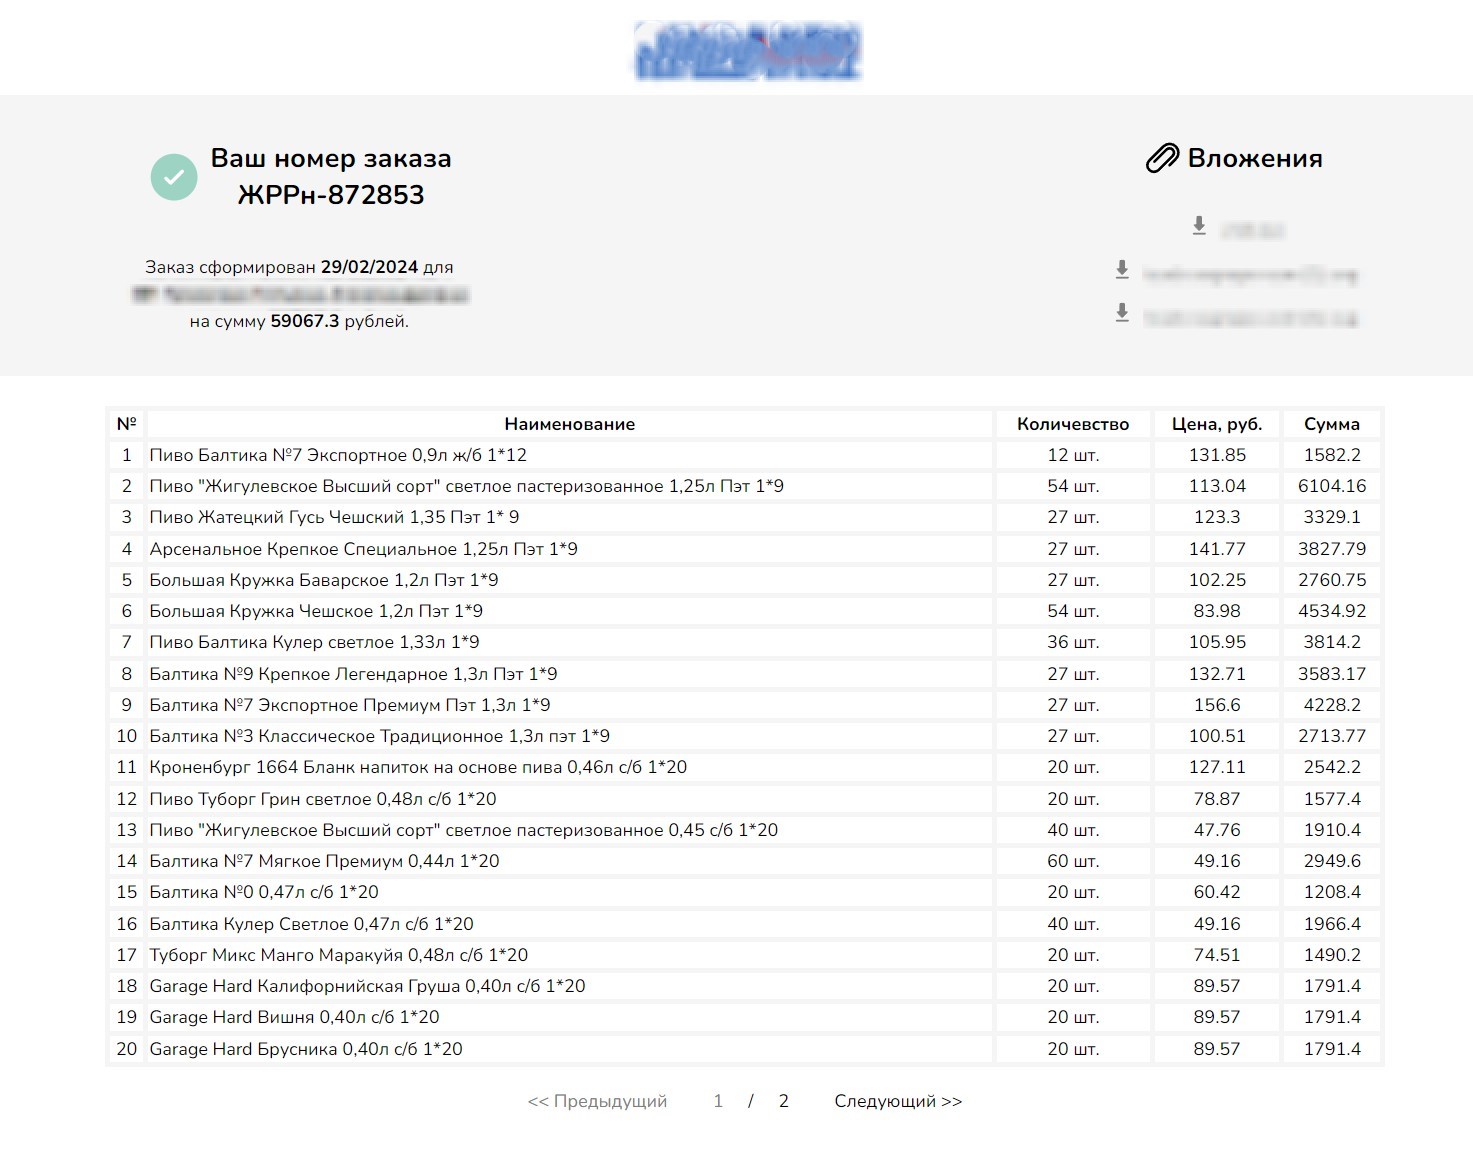 Ваш номер заказа
ЖРРн-872853
Заказ сформирован 29/02/2024 для
на сумму 59067.3 рублей.
Вложения
№ Наименование Количевство Цена, руб. Сумма
1 Пиво Балтика №7 Экспортное 0,9л ж/б 1*12 12 шт. 131.85 1582.2
2 Пиво "Жигулевское Высший сорт" светлое пастеризованное 1,25л Пэт 1*9 54 шт. 113.04 6104.16
3 Пиво Жатецкий Гусь Чешский 1,35 Пэт 1* 9 27 шт. 123.3 3329.1
4 Арсенальное Крепкое Специальное 1,25л Пэт 1*9 27 шт. 141.77 3827.79
5 Большая Кружка Баварское 1,2л Пэт 1*9 27 шт. 102.25 2760.75
6 Большая Кружка Чешское 1,2л Пэт 1*9 54 шт. 83.98 4534.92
7 Пиво Балтика Кулер светлое 1,33л 1*9 36 шт. 105.95 3814.2
8 Балтика №9 Крепкое Легендарное 1,3л Пэт 1*9 27 шт. 132.71 3583.17
9 Балтика №7 Экспортное Премиум Пэт 1,3л 1*9 27 шт. 156.6 4228.2
10 Балтика №3 Классическое Традиционное 1,3л пэт 1*9 27 шт. 100.51 2713.77
11 Кроненбург 1664 Бланк напиток на основе пива 0,46л с/б 1*20 20 шт. 127.11 2542.2
12 Пиво Туборг Грин светлое 0,48л с/б 1*20 20 шт. 78.87 1577.4
13 Пиво "Жигулевское Высший сорт" светлое пастеризованное 0,45 с/б 1*20 40 шт. 47.76 1910.4
14 Балтика №7 Мягкое Премиум 0,44л 1*20 60 шт. 49.16 2949.6
15 Балтика №0 0,47л с/б 1*20 20 шт. 60.42 1208.4
16 Балтика Кулер Светлое 0,47л с/б 1*20 40 шт. 49.16 1966.4
17 Туборг Микс Манго Маракуйя 0,48л с/б 1*20 20 шт. 74.51 1490.2
18 Garage Hard Калифорнийская Груша 0,40л с/б 1*20 20 шт. 89.57 1791.4
19 Garage Hard Вишня 0,40л с/б 1*20 20 шт. 89.57 1791.4
20 Garage Hard Брусника 0,40л с/б 1*20 20 шт. 89.57 1791.4
<< Предыдущий 1 / 2 Следующий >>